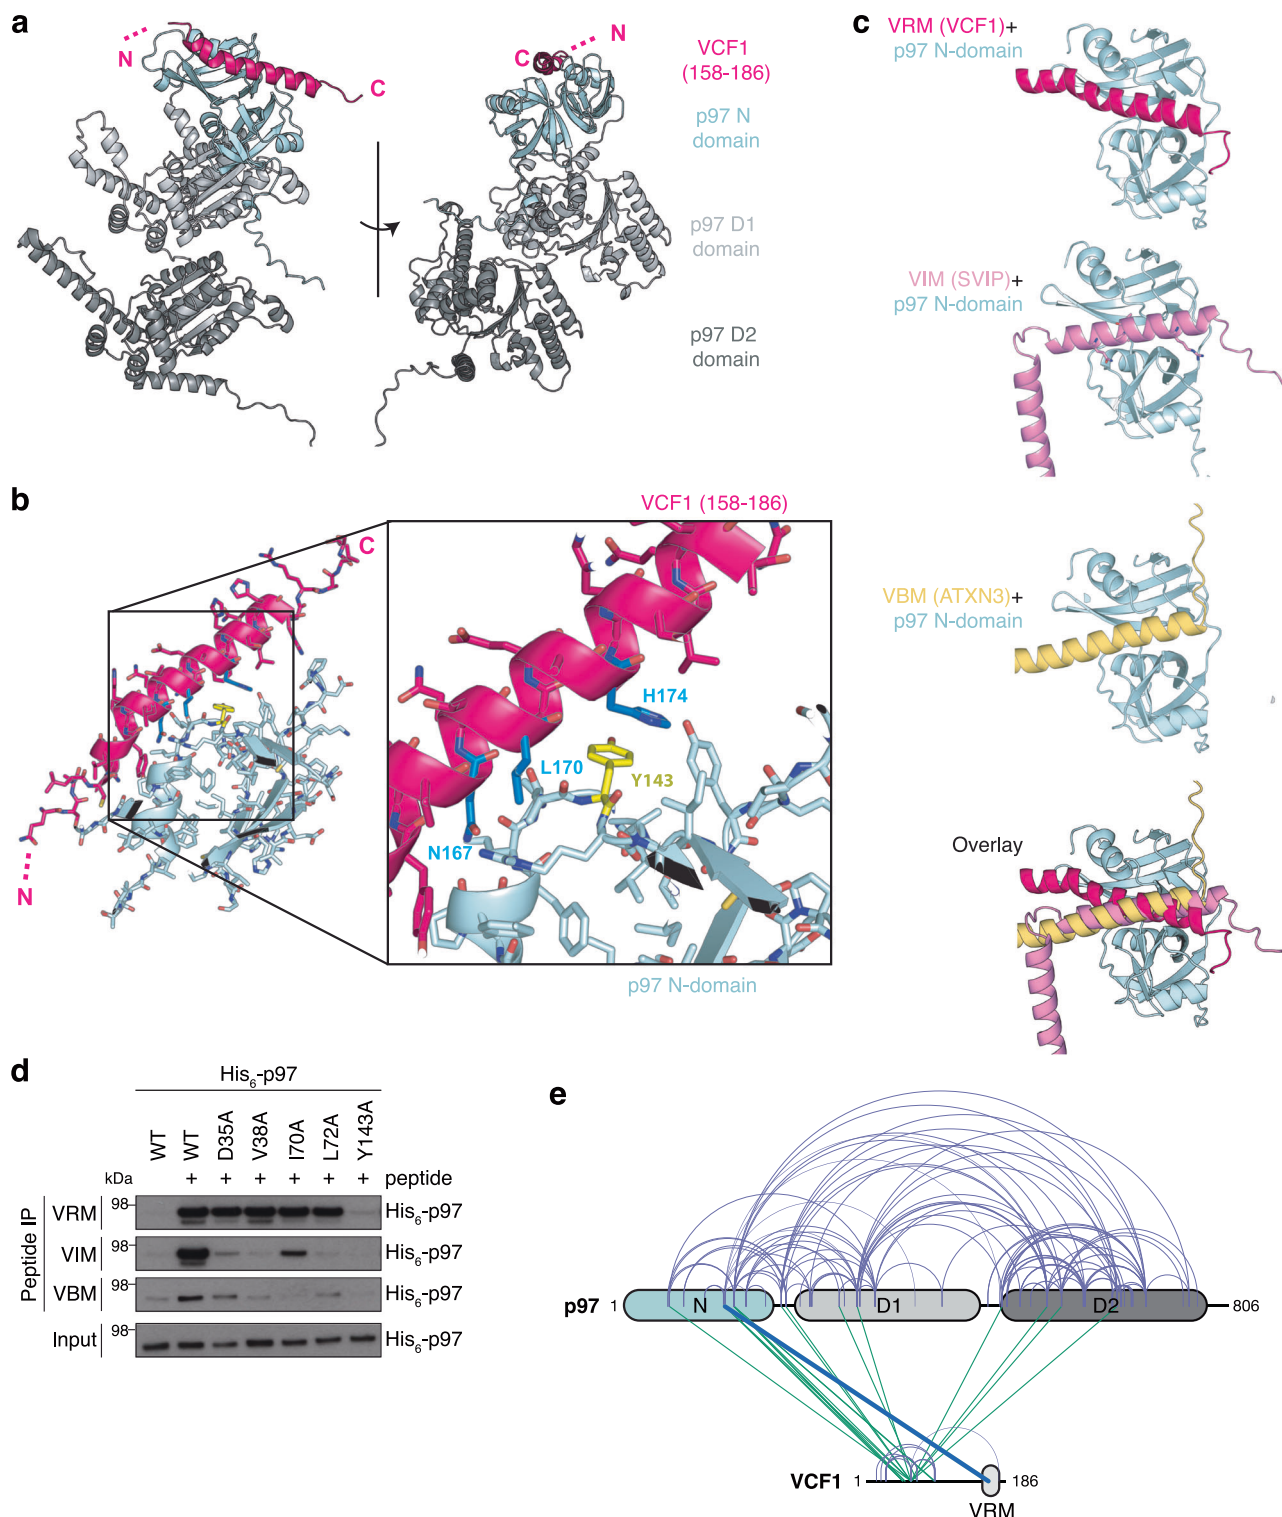 a
N
C
C
N
VCF1
(158-186)
p97 N
domain
p97 D1
domain
p97 D2
domain
c
VRM (VCF1)+
p97 N-domain
VIM (SVIP)+
p97 N-domain
VBM (ATXN3)+
p97 N-domain
Overlay
b
VCF1 (158-186)
C
N
H174
L170
Y143
N167
p97 N-domain
d
His6-p97
WT
WT
D35A
V38A
I70A
L72A
Y143A
kDa
+ + + + + + peptide
Peptide IP
VRM 98 His6-p97
VIM 98 His6-p97
VBM 98 His6-p97
Input 98 His6-p97
e
p97 1 N D1 D2 806
VCF1 1 186
VRM